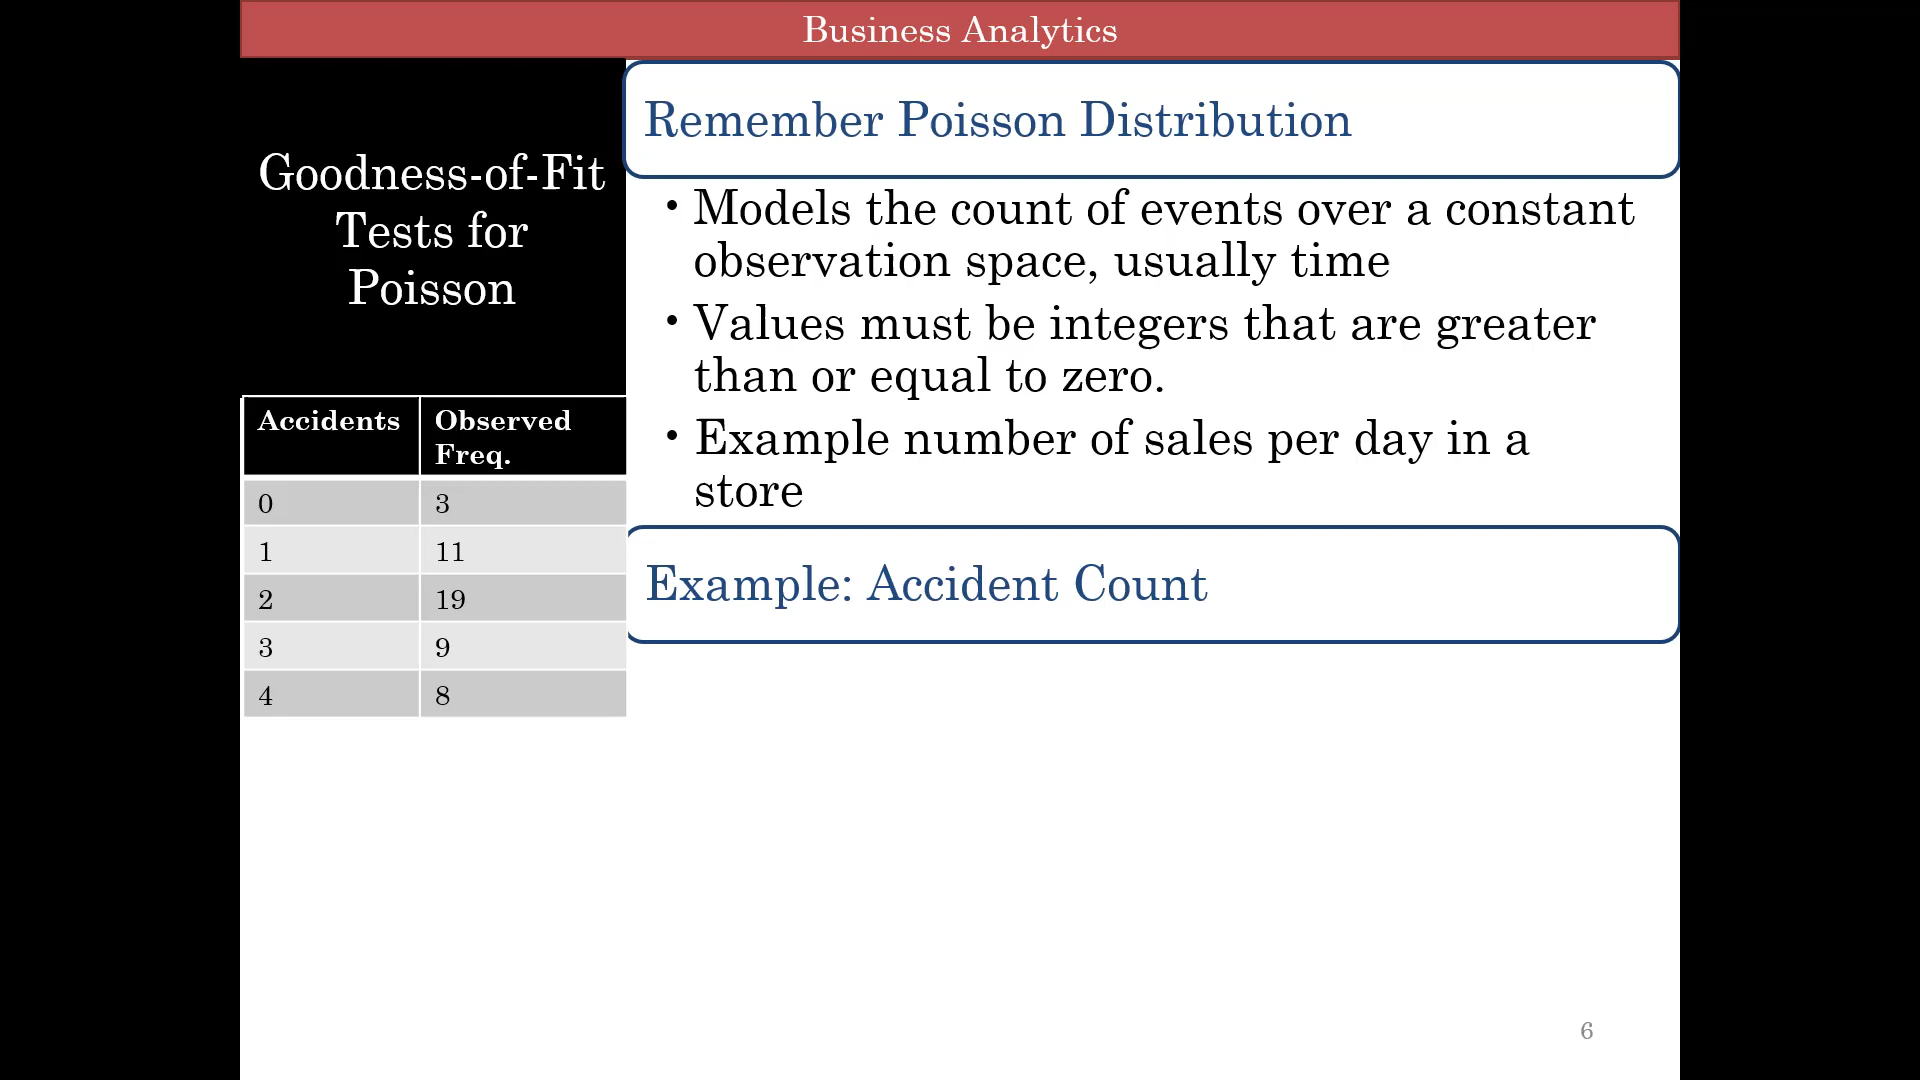 Business Analytics
Goodness-of-Fit
Tests for
Poisson
Accidents Observed
Freq.
0 3
1 11
2 19
3 9
4 8
Remember Poisson Distribution
• Models the count of events over a constant
observation space, usually time
• Values must be integers that are greater
than or equal to zero.
• Example number of sales per day in a
store
Example: Accident Count
6